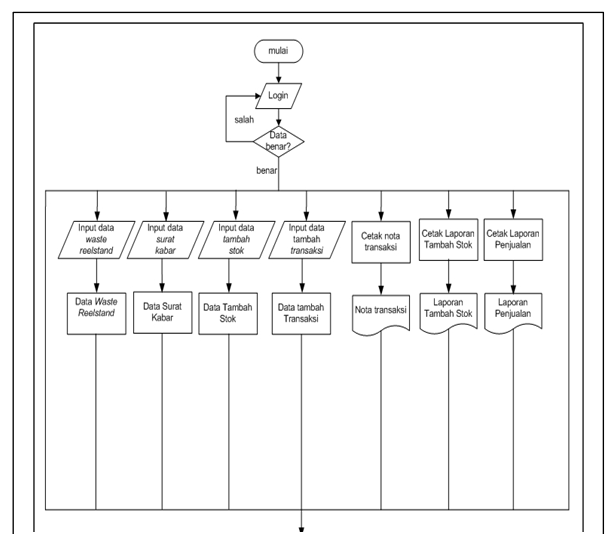 mulai
Login
salah
Data
benar?
benar
Input data
waste
reelstand
Input data
surat
kabar
Input data
tambah
stok
Input data
tambah
transaksi
Cetak nota
transaksi
Cetak Laporan
Tambah Stok
Cetak Laporan
Penjualan
Data Waste
Reelstand
Data Surat
Kabar
Data Tambah
Stok
Data tambah
Transaksi
Nota transaksi
Laporan
Tambah Stok
Laporan
Penjualan